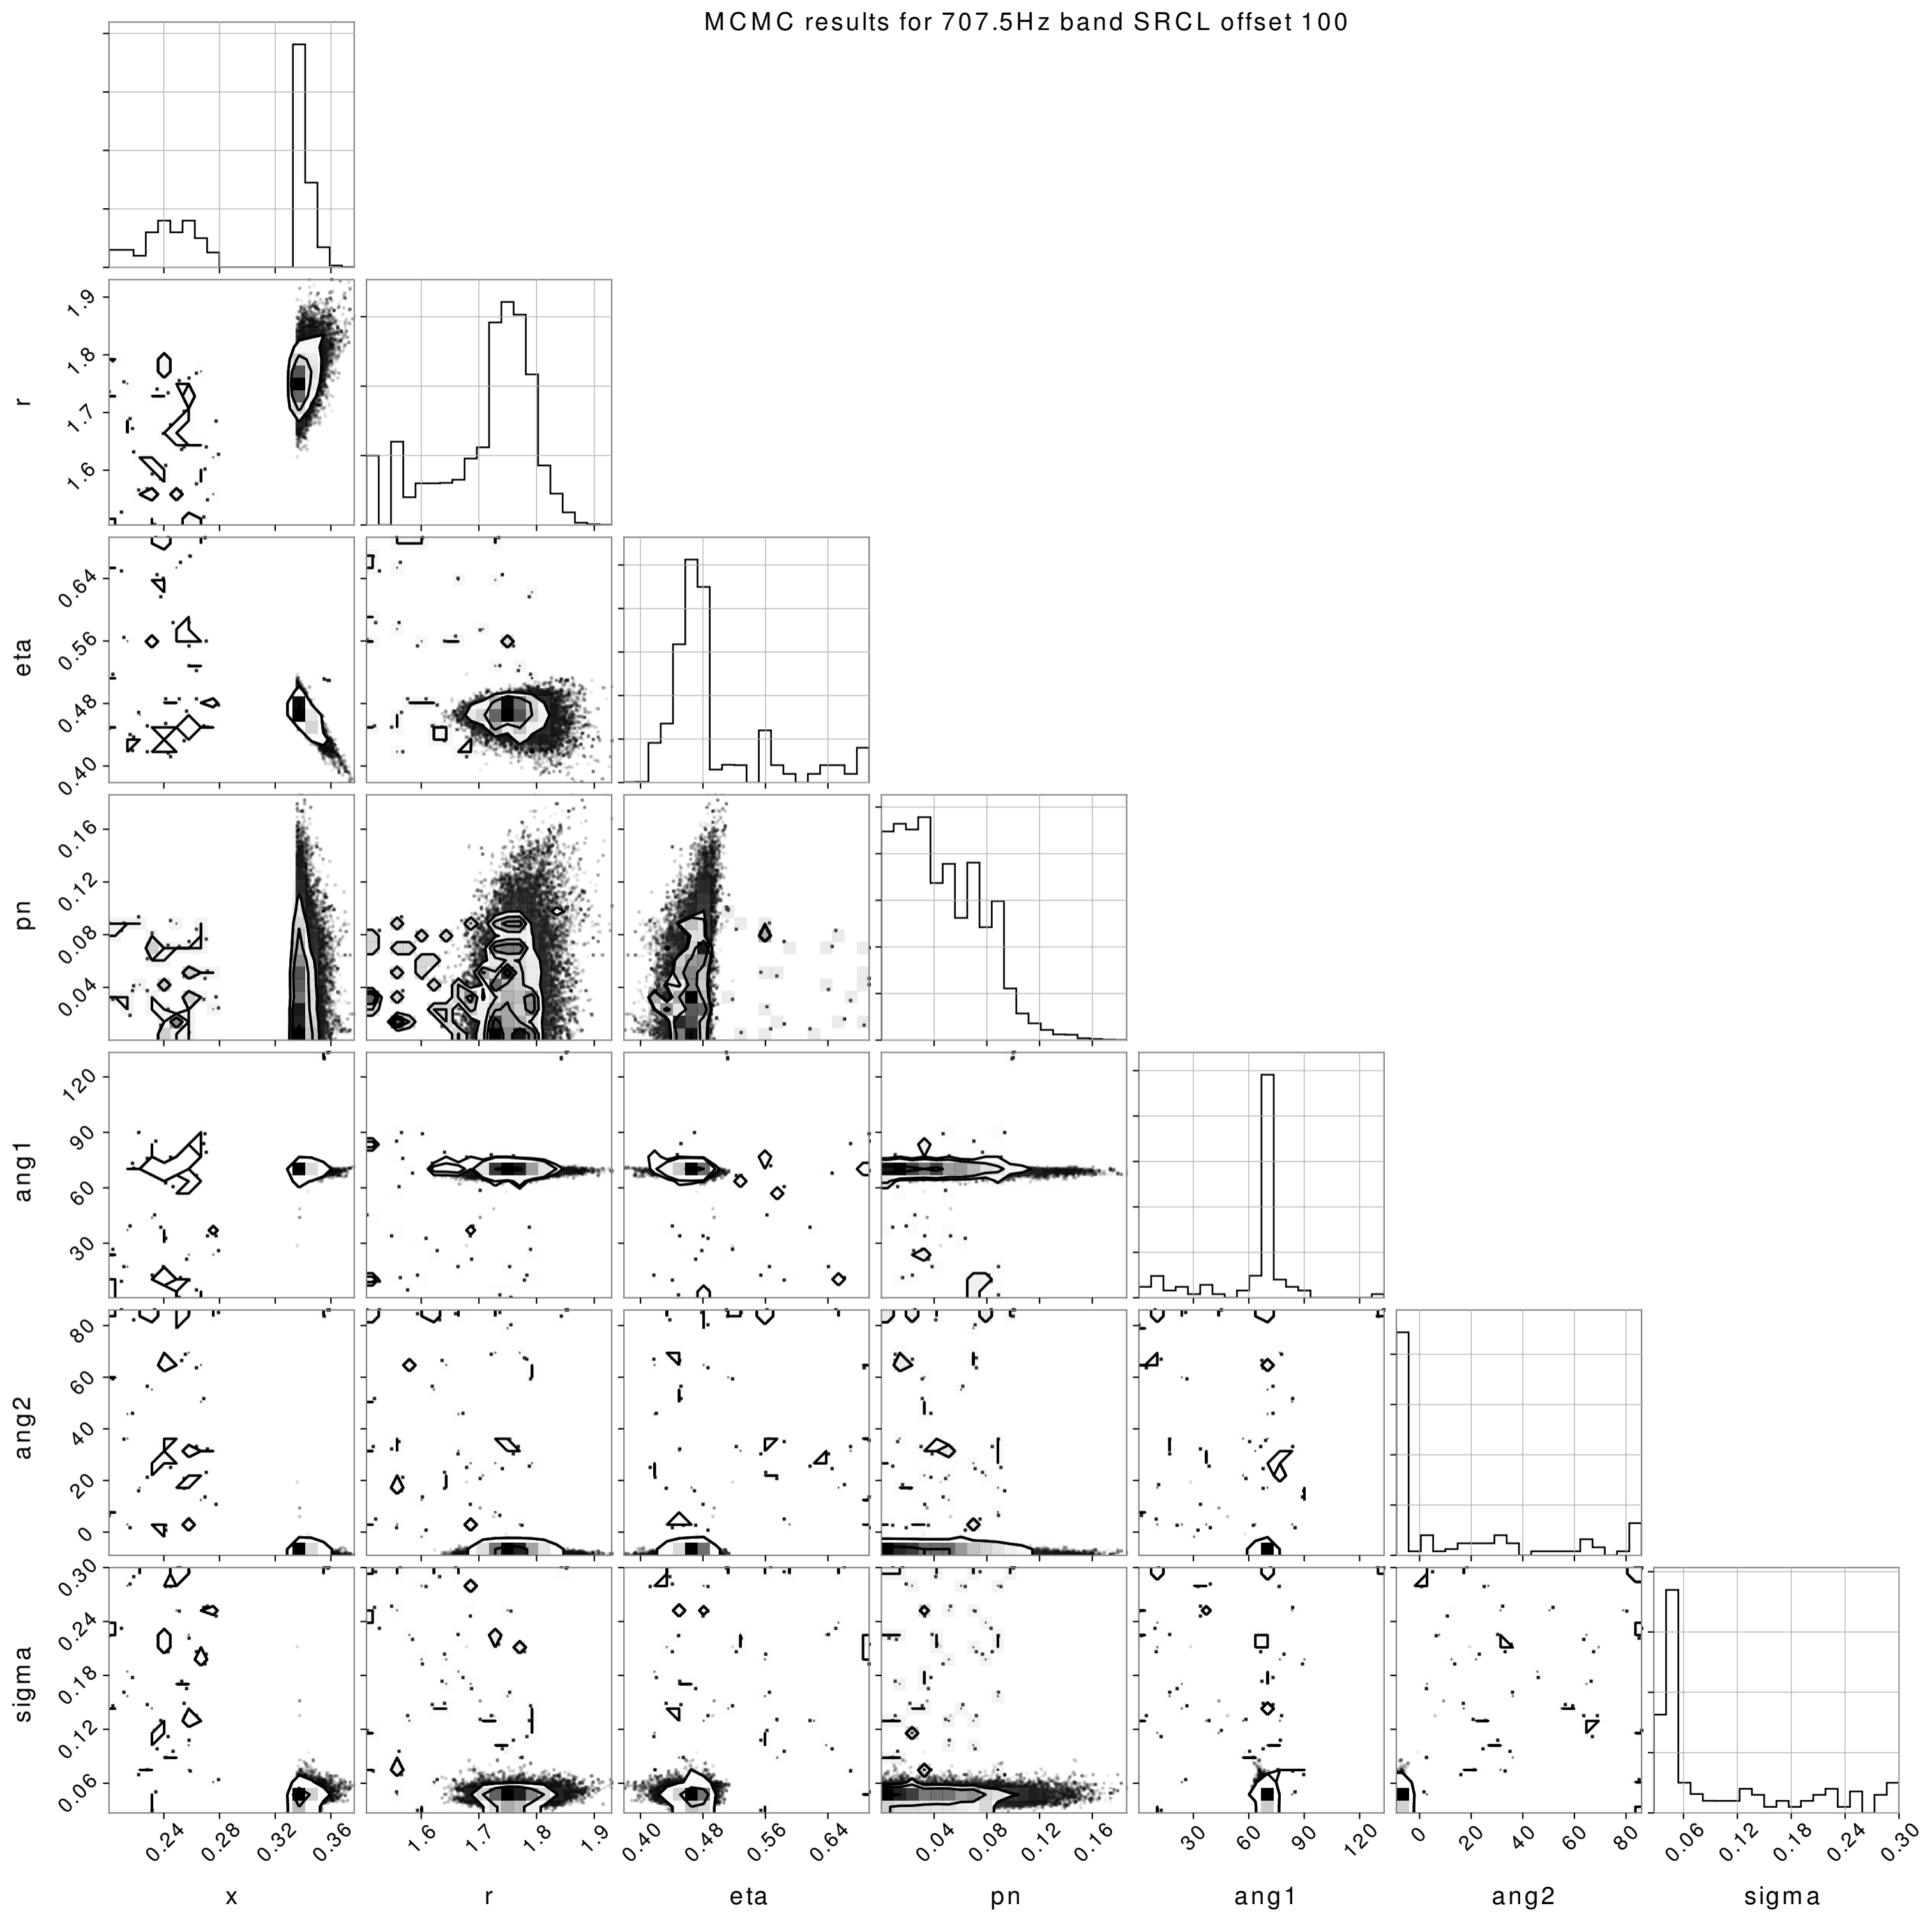 MCMC results for 707.5Hz band SRCL offset 100
1.9
1.8
1.7
1.6
r
0.64
0.56
0.48
0.40
eta
0.16
0.12
0.08
0.04
pn
120
90
60
30
ang1
80
60
40
20
0
ang2
0.30
0.24
0.18
0.12
0.06
sigma
0.24 0.28 0.32 0.36 1.6 1.7 1.8 1.9 0.40 0.48 0.56 0.64 0.04 0.08 0.12 0.16 30 60 90 120 0 20 40 60 80 0.06 0.12 0.18 0.24 0.30
x r eta pn ang1 ang2 sigma